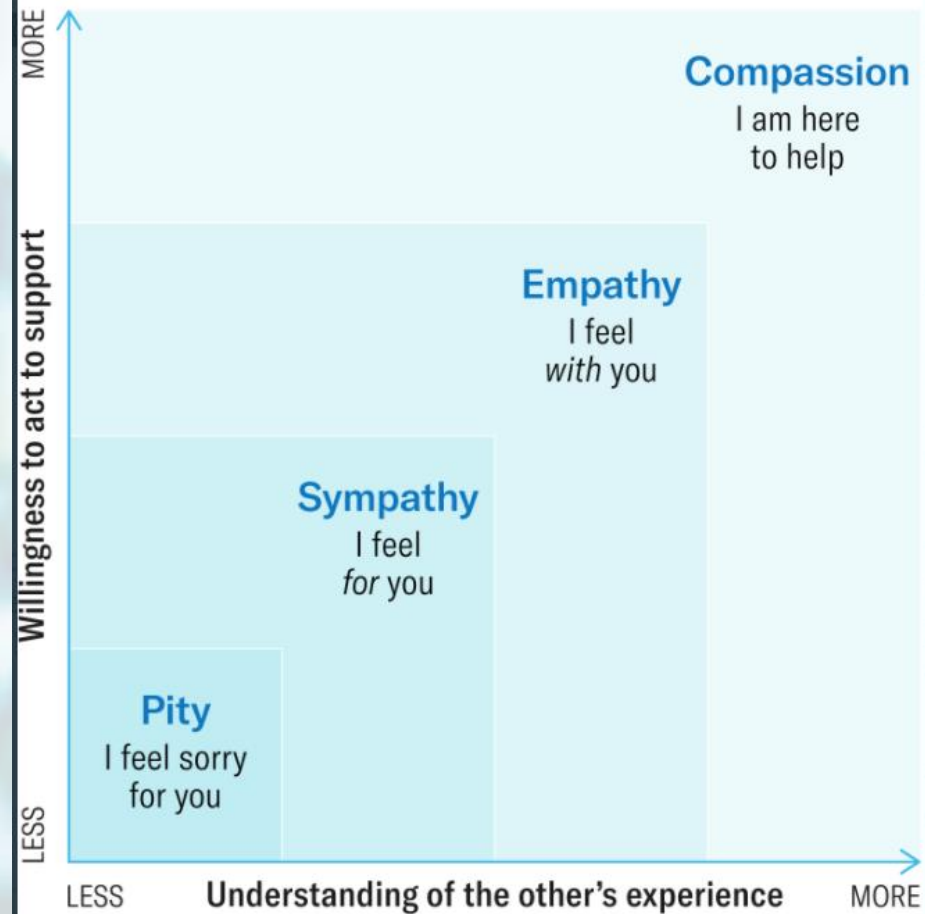 MORE
Compassion
I am here
to help
Empathy
I feel
with you
Sympathy
I feel
for you
Pity
I feel sorry
for you
Willingness to act to support
LESS
LESS Understanding of the other's experience MORE